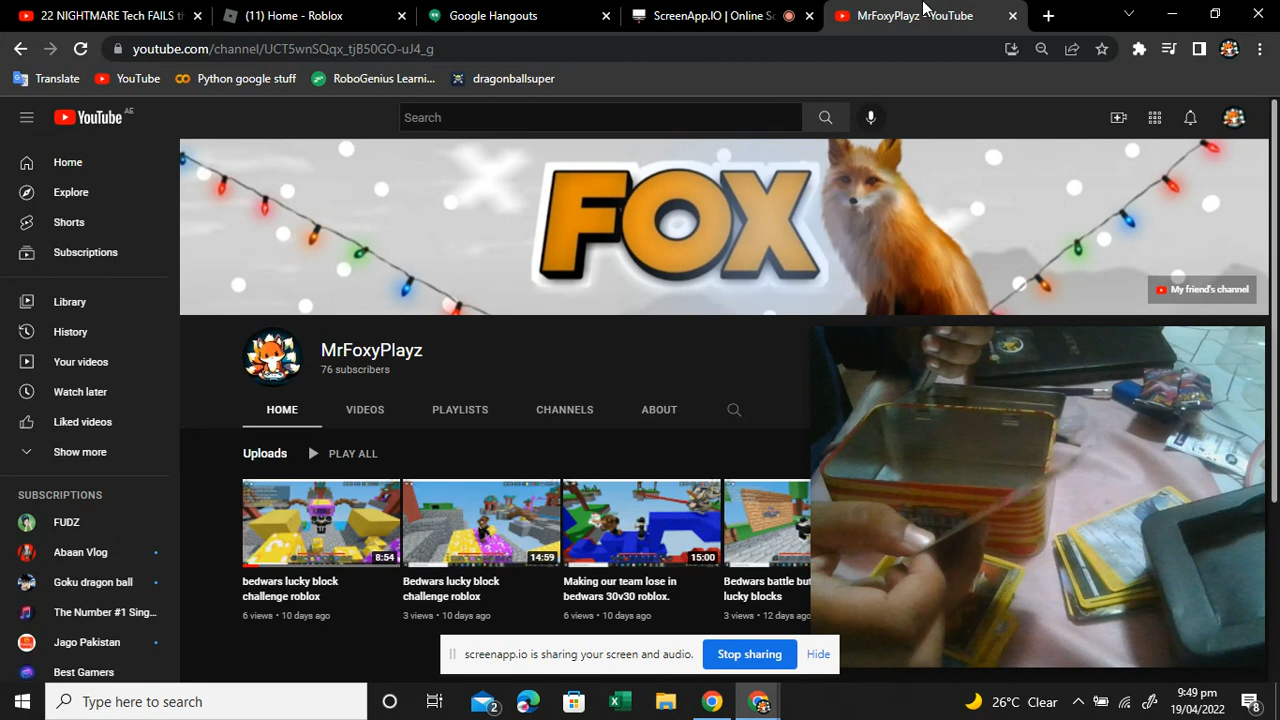 22 NIGHTMARE Tech FAILS t
(11) Home - Roblox
Google Hangouts
ScreenApp.IO | Online S
MrFoxyPlayz - YouTube
youtube.com/channel/UCT5wnSQqx_tjB50GO-uJ4_g
Translate
YouTube
Python google stuff
RoboGenius Learni...
dragonballsuper
YouTube AE
Search
Home
Explore
Shorts
Subscriptions
Library
History
Your videos
Watch later
Liked videos
Show more
SUBSCRIPTIONS
FUDZ
Abaan Vlog
Goku dragon ball
The Number #1 Sing...
Jago Pakistan
Best Gamers
FOX
My friend's channel
MrFoxyPlayz
76 subscribers
HOME
VIDEOS
PLAYLISTS
CHANNELS
ABOUT
Uploads
PLAY ALL
8:54
14:59
15:00
bedwars lucky block
challenge roblox
6 views • 10 days ago
Bedwars lucky block
challenge roblox
3 views • 10 days ago
Making our team lose in
bedwars 30v30 roblox.
6 views • 10 days ago
Bedwars battle but
lucky blocks
3 views • 12 days ago
screenapp.io is sharing your screen and audio.
Stop sharing
Hide
Type here to search
2
26°C Clear
9:49 pm
19/04/2022
8